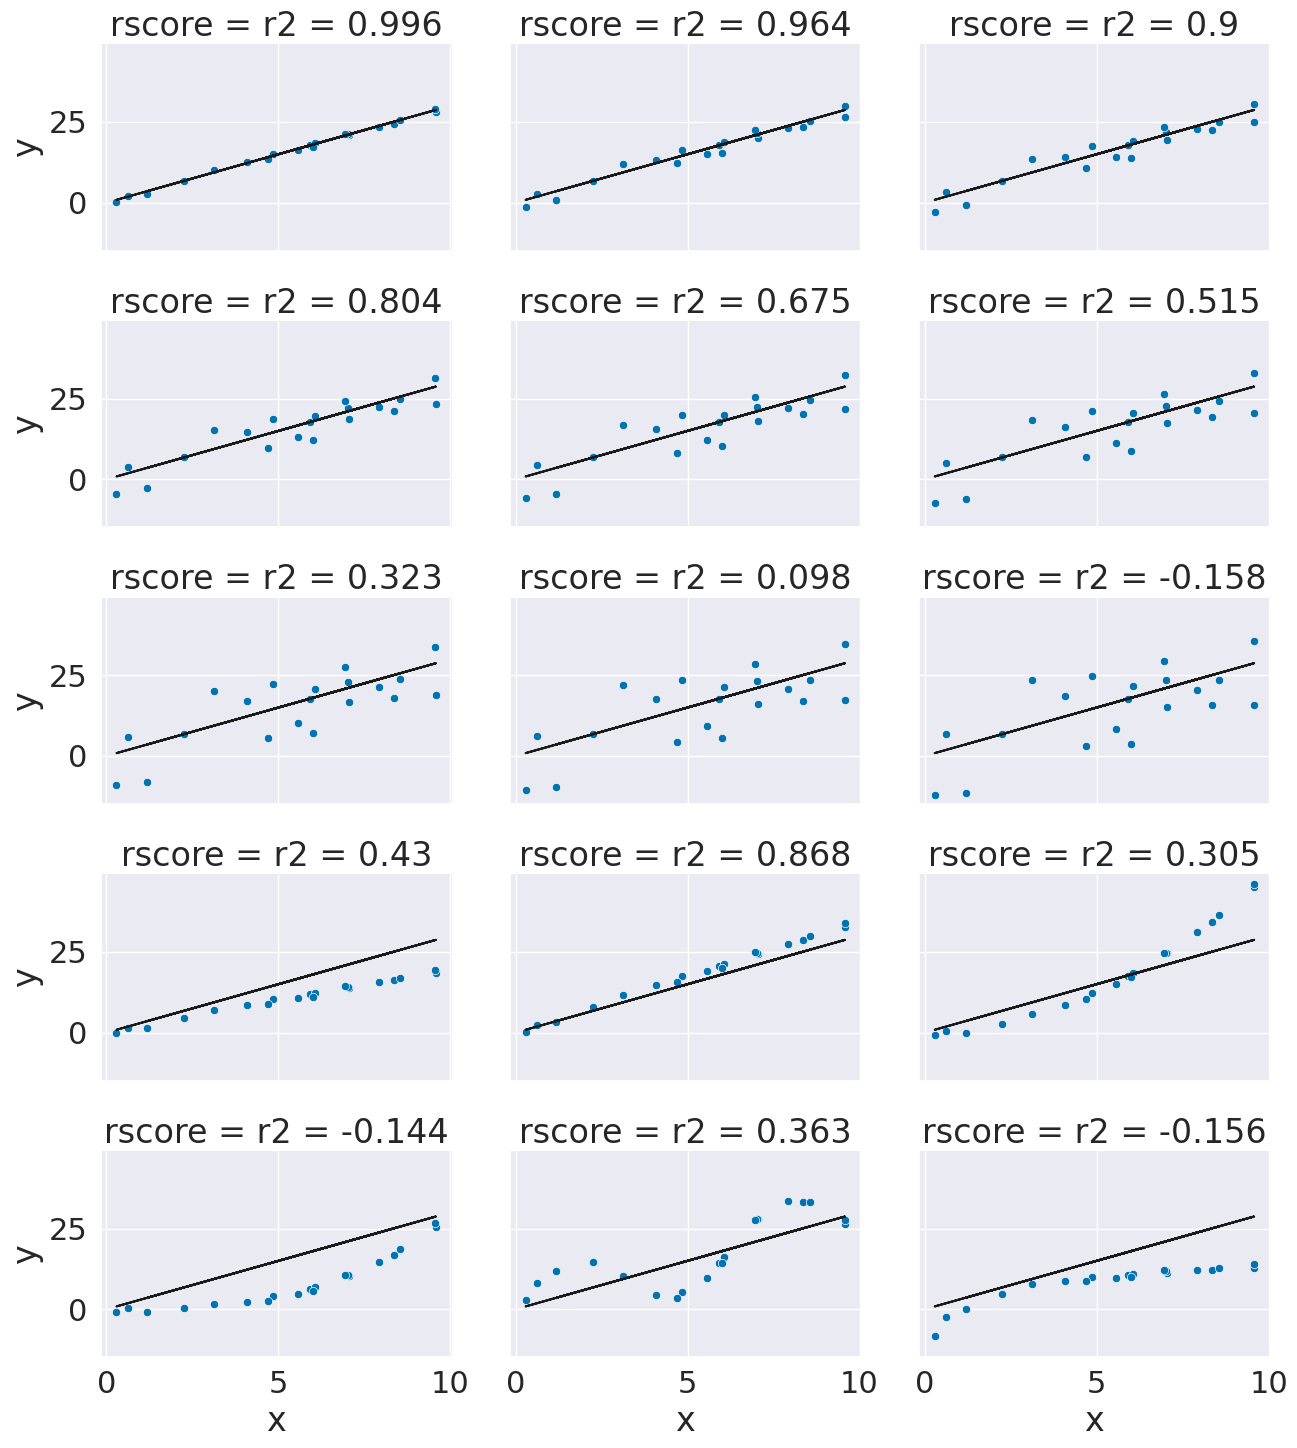 rscore = r2 = 0.996
rscore = r2 = 0.964
rscore = r2 = 0.9
25
0
y
rscore = r2 = 0.804
rscore = r2 = 0.675
rscore = r2 = 0.515
25
0
y
rscore = r2 = 0.323
rscore = r2 = 0.098
rscore = r2 = -0.158
25
0
y
rscore = r2 = 0.43
rscore = r2 = 0.868
rscore = r2 = 0.305
25
0
y
rscore = r2 = -0.144
rscore = r2 = 0.363
rscore = r2 = -0.156
25
0
y
0 5 10
0 5 10
0 5 10
x
x
x